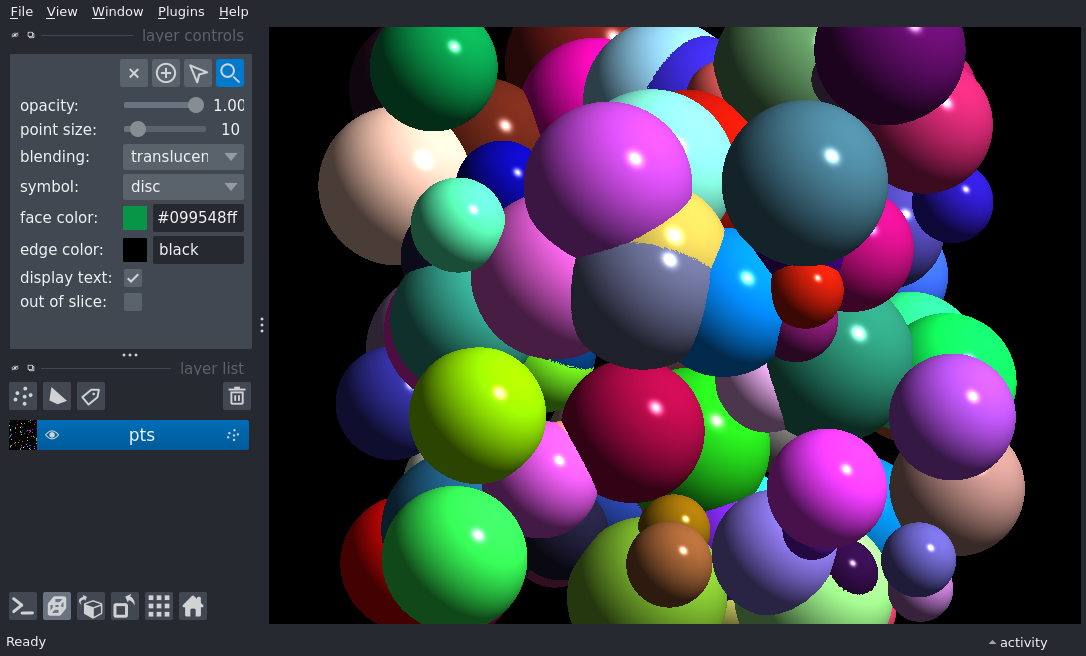 File View Window Plugins Help
layer controls
opacity: 1.00
point size: 10
blending: translucen
symbol: disc
face color: #099548ff
edge color: black
display text:
out of slice:
layer list
pts
Ready
activity